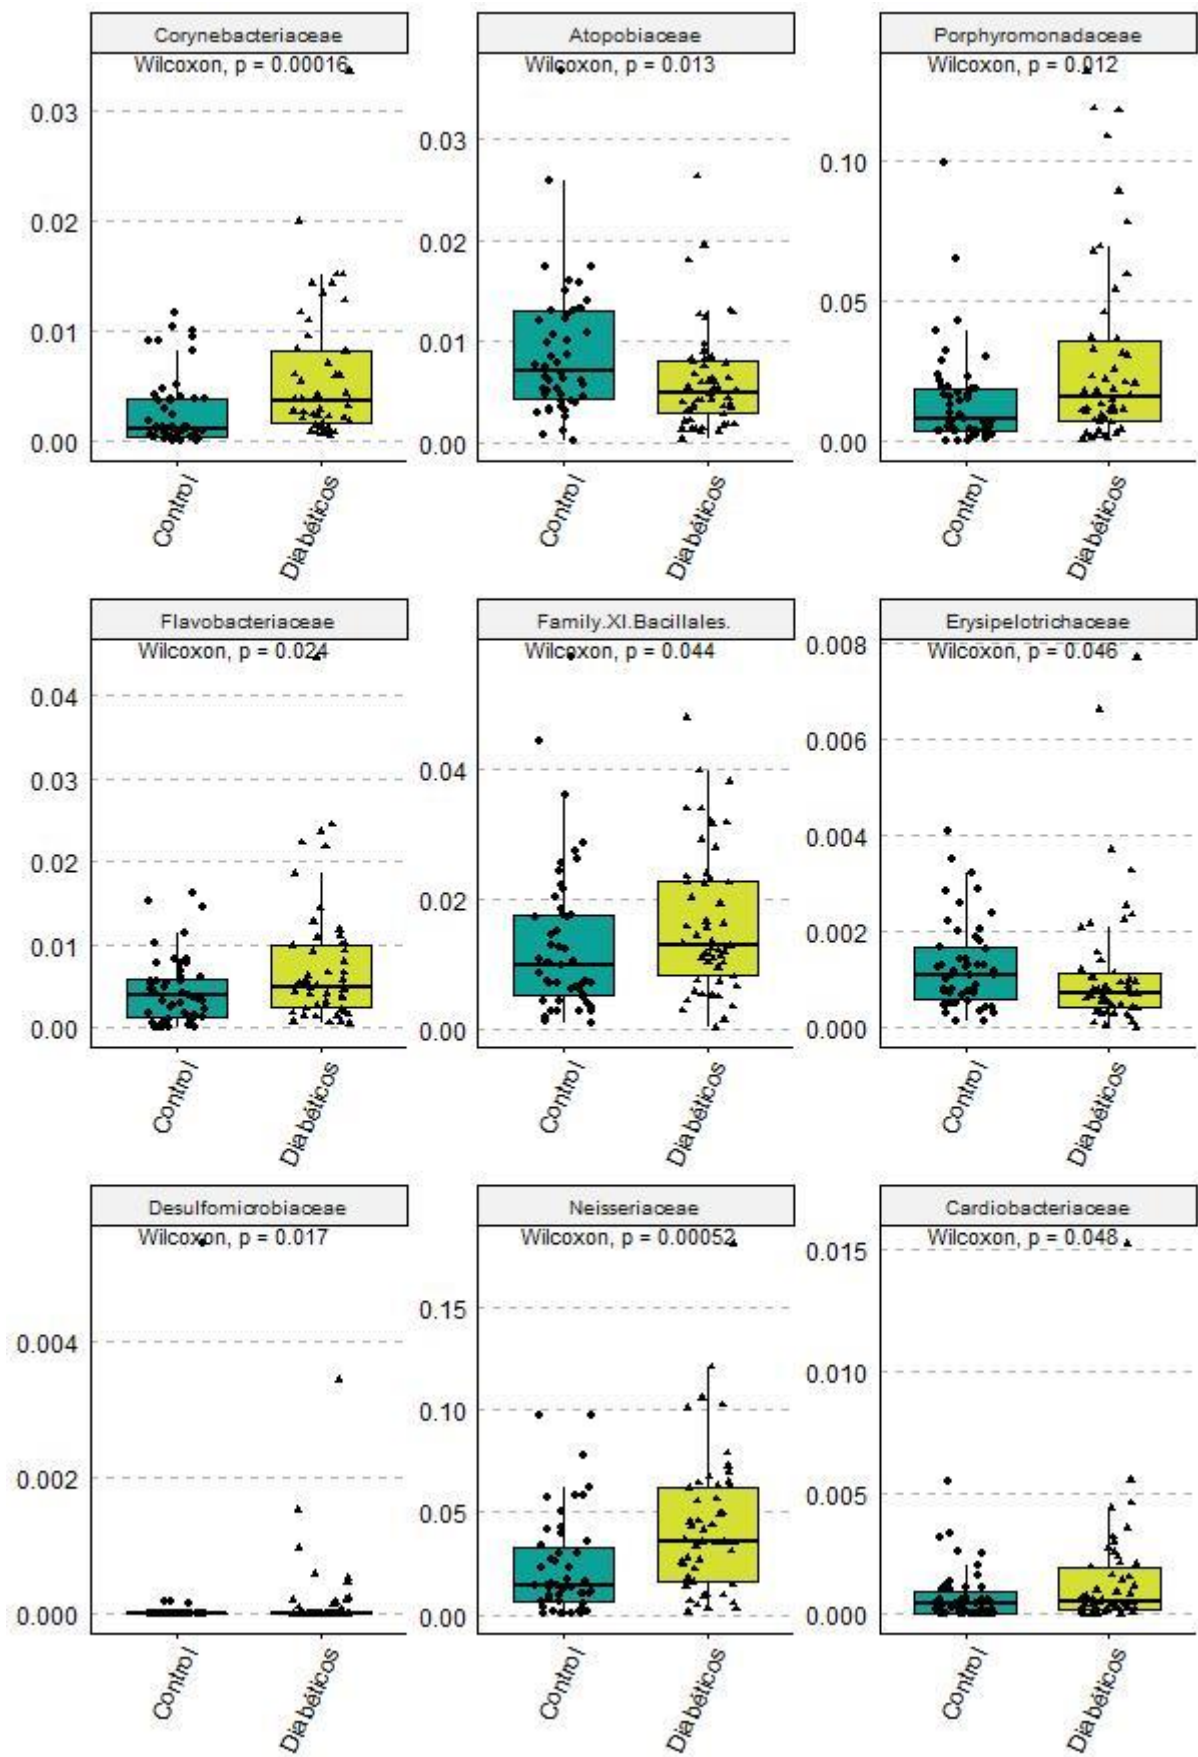 Corynebacteriaceae
Wilcoxon, p = 0.00016
0.03
0.02
0.01
0.00
Control
Diabéticos
Atopobiaceae
Wilcoxon, p = 0.013
0.03
0.02
0.01
0.00
Control
Diabéticos
Porphyromonadaceae
Wilcoxon, p = 0.012
0.10
0.05
0.00
Control
Diabéticos
Flavobacteriaceae
Wilcoxon, p = 0.024
0.04
0.03
0.02
0.01
0.00
Control
Diabéticos
Family.XI.Bacillales.
Wilcoxon, p = 0.044
0.04
0.02
0.00
Control
Diabéticos
Erysipelotrichaceae
Wilcoxon, p = 0.046
0.008
0.006
0.004
0.002
0.000
Control
Diabéticos
Desulfomicrobiaceae
Wilcoxon, p = 0.017
0.004
0.002
0.000
Control
Diabéticos
Neisseriaceae
Wilcoxon, p = 0.00052
0.15
0.10
0.05
0.00
Control
Diabéticos
Cardiobacteriaceae
Wilcoxon, p = 0.048
0.015
0.010
0.005
0.000
Control
Diabéticos